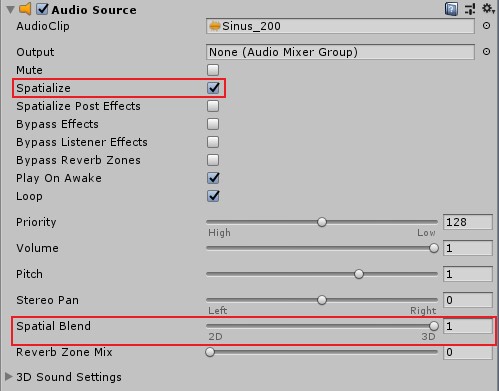 Audio Source
AudioClip Sinus_200
Output None (Audio Mixer Group)
Mute
Spatialize
Spatialize Post Effects
Bypass Effects
Bypass Listener Effects
Bypass Reverb Zones
Play On Awake
Loop
Priority 128
High Low
Volume 1
Pitch 1
Stereo Pan 0
Left Right
Spatial Blend 1
2D 3D
Reverb Zone Mix 0
3D Sound Settings